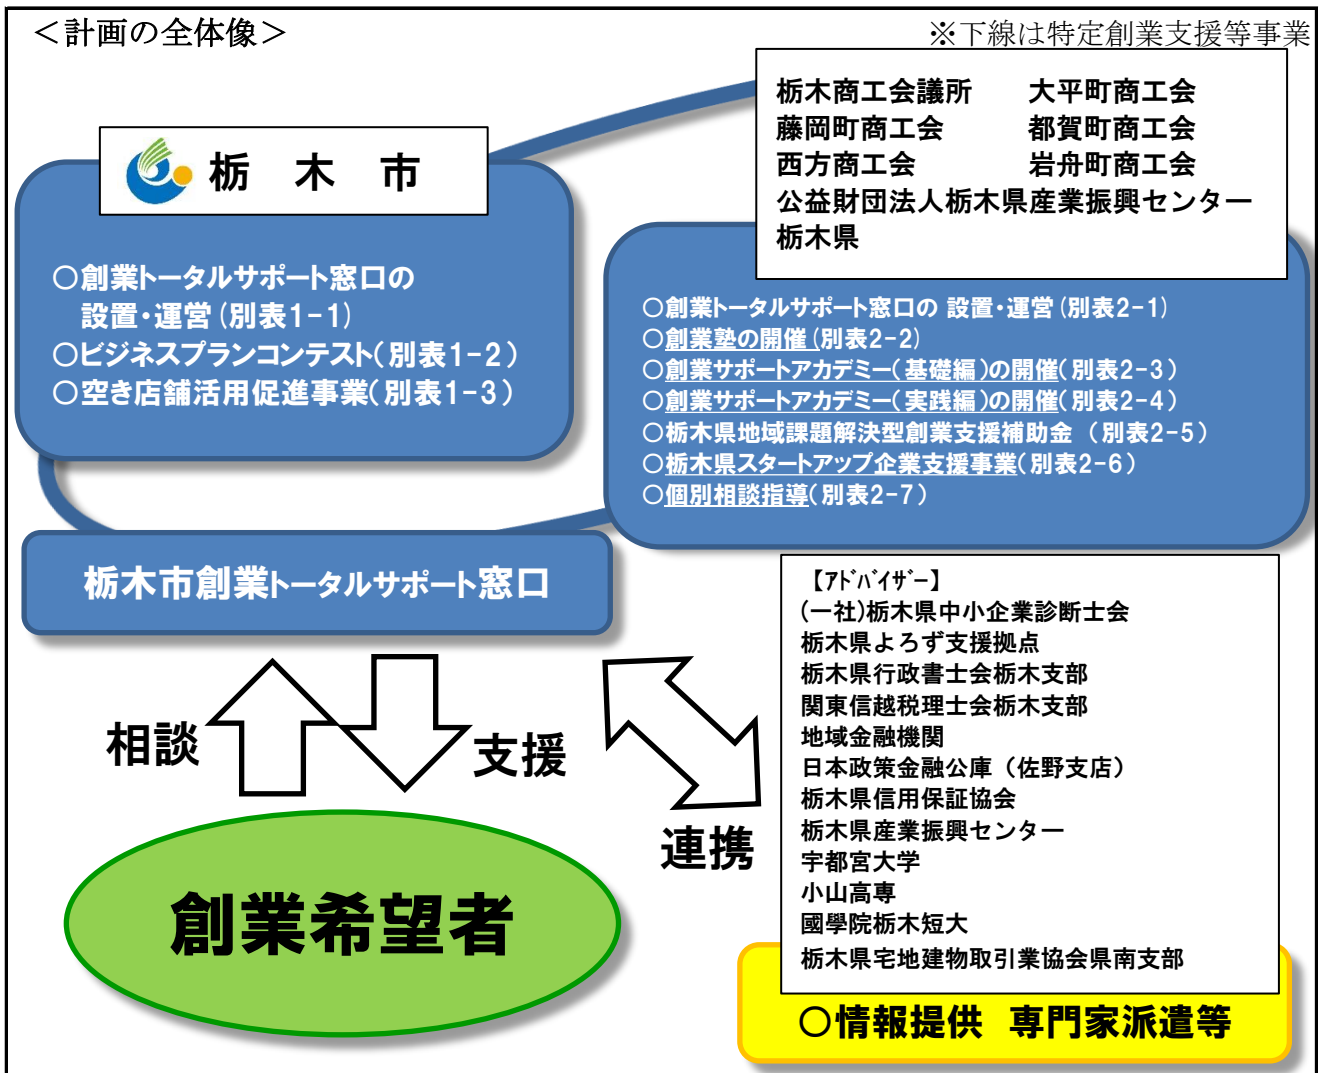 ＜計画の全体像＞
※下線は特定創業支援等事業
栃木市
○創業トータルサポート窓口の
設置・運営(別表1-1)
○ビジネスプランコンテスト(別表1-2)
○空き店舗活用促進事業(別表1-3)
栃木商工会議所　大平町商工会
藤岡町商工会　都賀町商工会
西方商工会　岩舟町商工会
公益財団法人栃木県産業振興センター
栃木県
○創業トータルサポート窓口の 設置・運営(別表2-1)
○創業塾の開催(別表2-2)
○創業サポートアカデミー(基礎編)の開催(別表2-3)
○創業サポートアカデミー(実践編)の開催(別表2-4)
○栃木県地域課題解決型創業支援補助金 (別表2-5)
○栃木県スタートアップ企業支援事業(別表2-6)
○個別相談指導(別表2-7)
栃木市創業トータルサポート窓口
相談
支援
連携
創業希望者
【ｱﾄﾞﾊﾞｲｻﾞｰ】
(一社)栃木県中小企業診断士会
栃木県よろず支援拠点
栃木県行政書士会栃木支部
関東信越税理士会栃木支部
地域金融機関
日本政策金融公庫（佐野支店）
栃木県信用保証協会
栃木県産業振興センター
宇都宮大学
小山高専
國學院栃木短大
栃木県宅地建物取引業協会県南支部
○情報提供　専門家派遣等